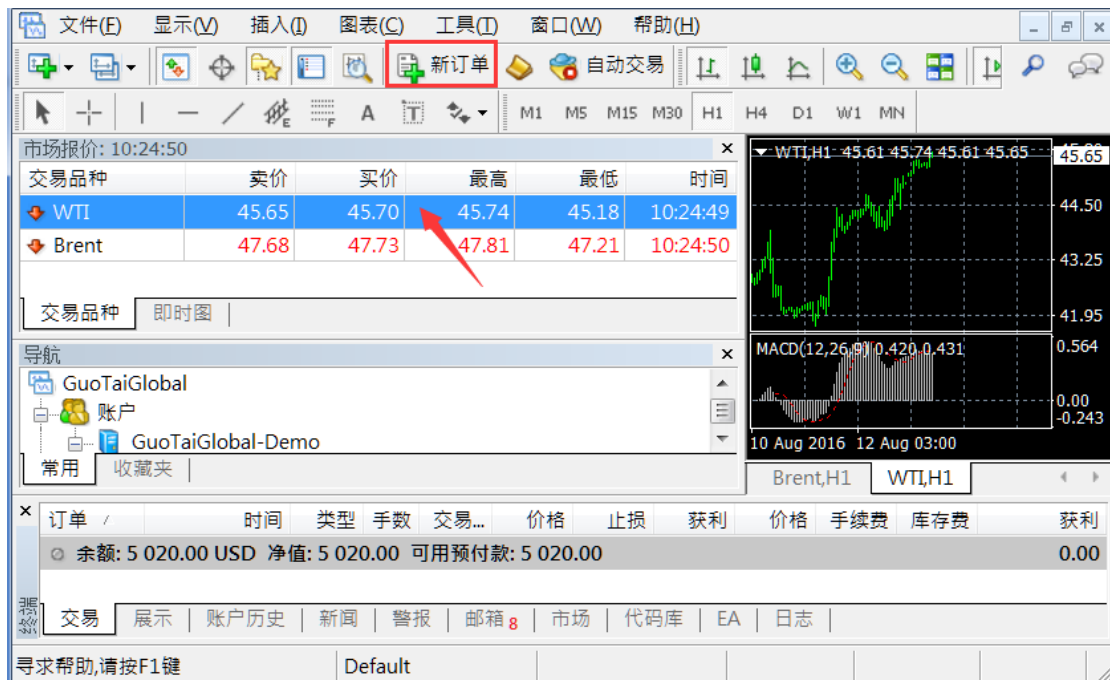 文件(F) 显示(V) 插入(I) 图表(C) 工具(T) 窗口(W) 帮助(H)
新订单 自动交易
E F A T M1 M5 M15 M30 H1 H4 D1 W1 MN
市场报价: 10:24:50
交易品种 卖价 买价 最高 最低 时间
WTI 45.65 45.70 45.74 45.18 10:24:49
Brent 47.68 47.73 47.81 47.21 10:24:50
交易品种 即时图
导航
GuoTaiGlobal
账户
GuoTaiGlobal-Demo
常用 收藏夹
WTI,H1 45.61 45.74 45.61 45.65
45.65
44.50
43.25
41.95
MACD(12,26,9) 0.420 0.431
0.564
0.00
-0.243
10 Aug 2016 12 Aug 03:00
Brent,H1 WTI,H1
订单 / 时间 类型 手数 交易... 价格 止损 获利 价格 手续费 库存费 获利
余额: 5 020.00 USD 净值: 5 020.00 可用预付款: 5 020.00 0.00
交易 展示 账户历史 新闻 警报 邮箱 8 市场 代码库 EA 日志
寻求帮助,请按F1键 Default